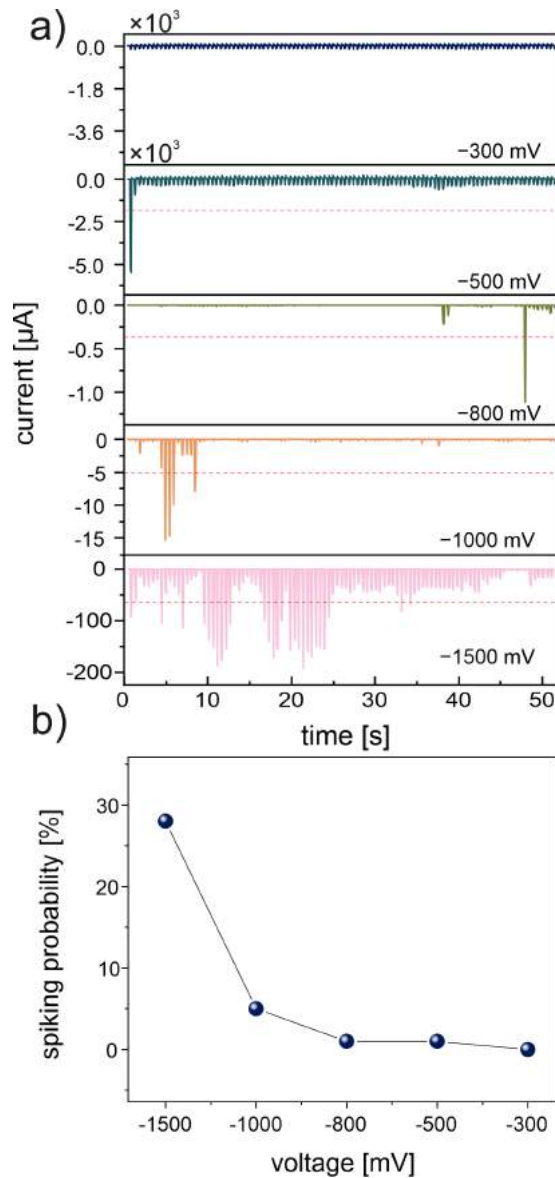 a)
×10³
0.0
-1.8
-3.6
−300 mV
×10³
0.0
-2.5
-5.0
−500 mV
0.0
-0.5
-1.0
−800 mV
0
-5
-10
-15
−1000 mV
0
-100
-200
−1500 mV
current [µA]
0 10 20 30 40 50
time [s]
b)
30
20
10
0
spiking probability [%]
-1500 -1000 -800 -500 -300
voltage [mV]